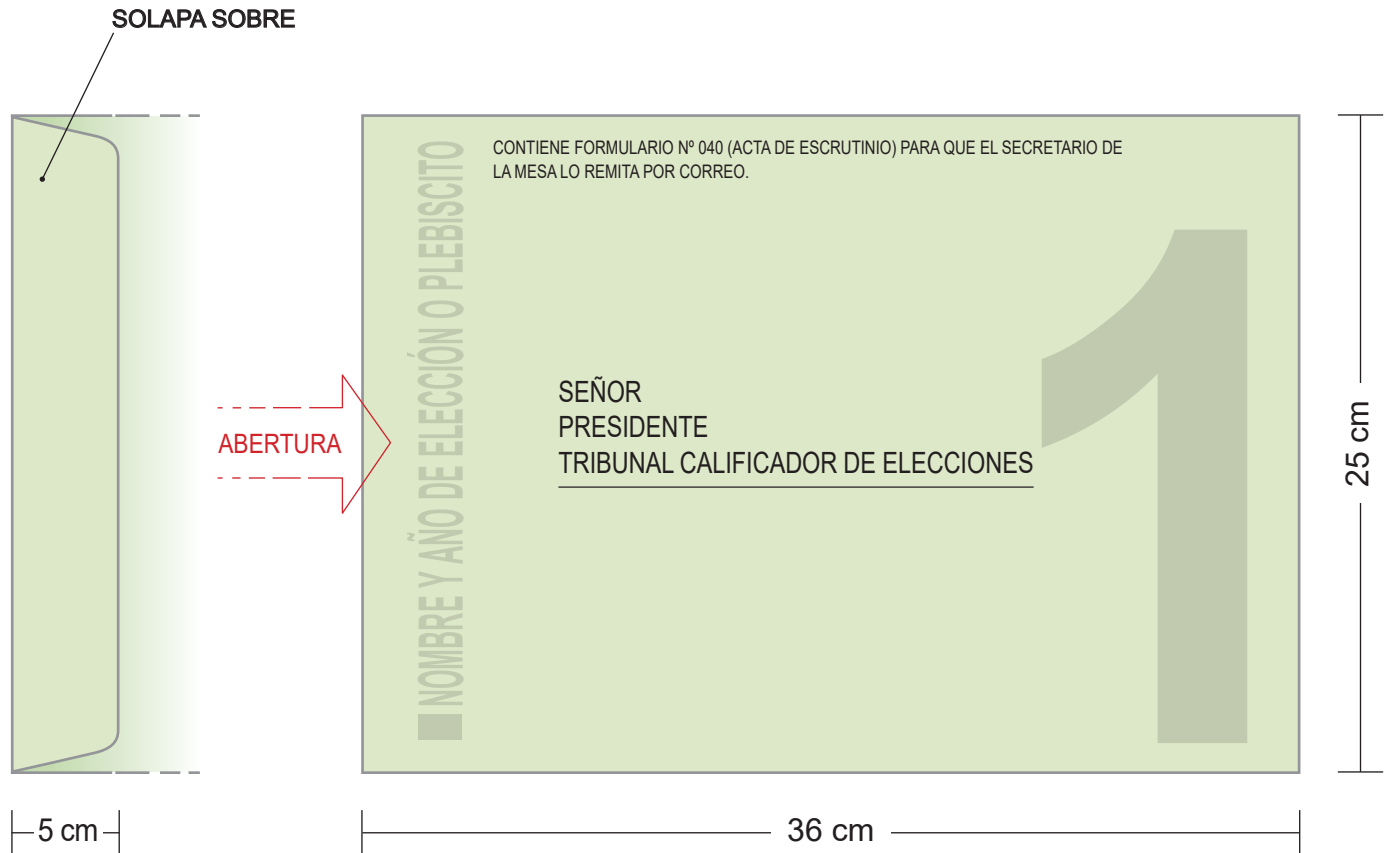 SOLAPA SOBRE
CONTIENE FORMULARIO Nº 040 (ACTA DE ESCRUTINIO) PARA QUE EL SECRETARIO DE
LA MESA LO REMITA POR CORREO.
NOMBRE Y AÑO DE ELECCIÓN O PLEBISCITO
1
ABERTURA
SEÑOR
PRESIDENTE
TRIBUNAL CALIFICADOR DE ELECCIONES
25 cm
5 cm
36 cm